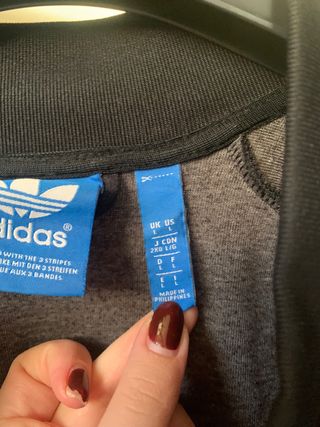 adidas®
WITH THE 3 STRIPES
MIT DEN 3 STREIFEN
AUX 3 BANDES
UK US
L L
J CDN
2XO L/G
D F
L L
E I
L L
MADE IN
PHILIPPINES